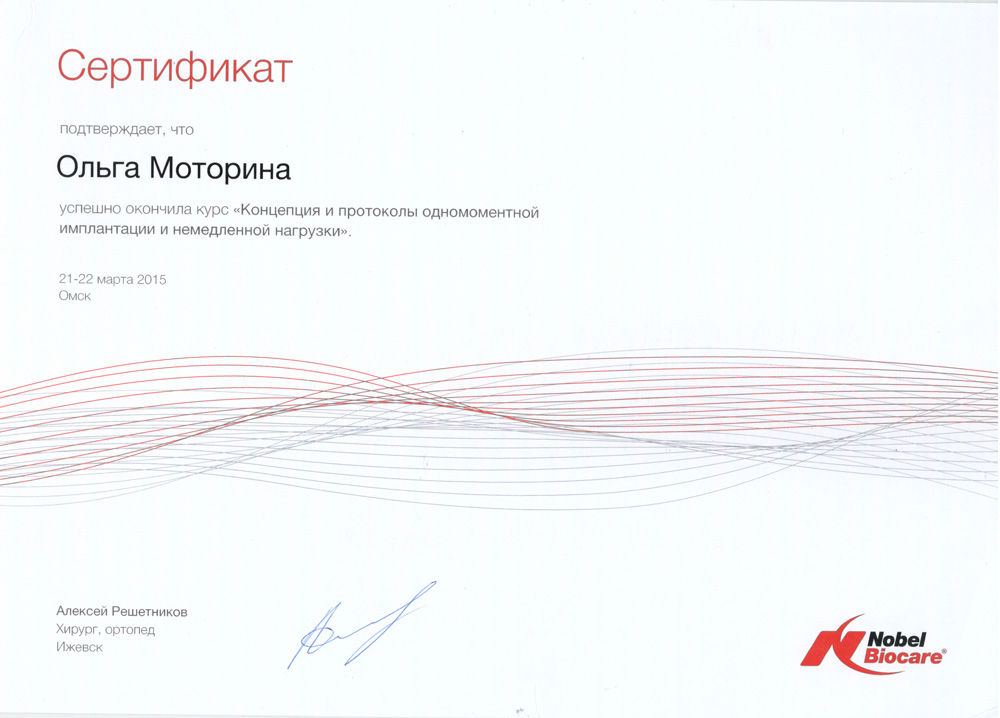 Сертификат
подтверждает, что
Ольга Моторина
успешно окончила курс «Концепция и протоколы одномоментной
имплантации и немедленной нагрузки».
21-22 марта 2015
Омск
Алексей Решетников
Хирург, ортопед
Ижевск
Nobel
Biocare®